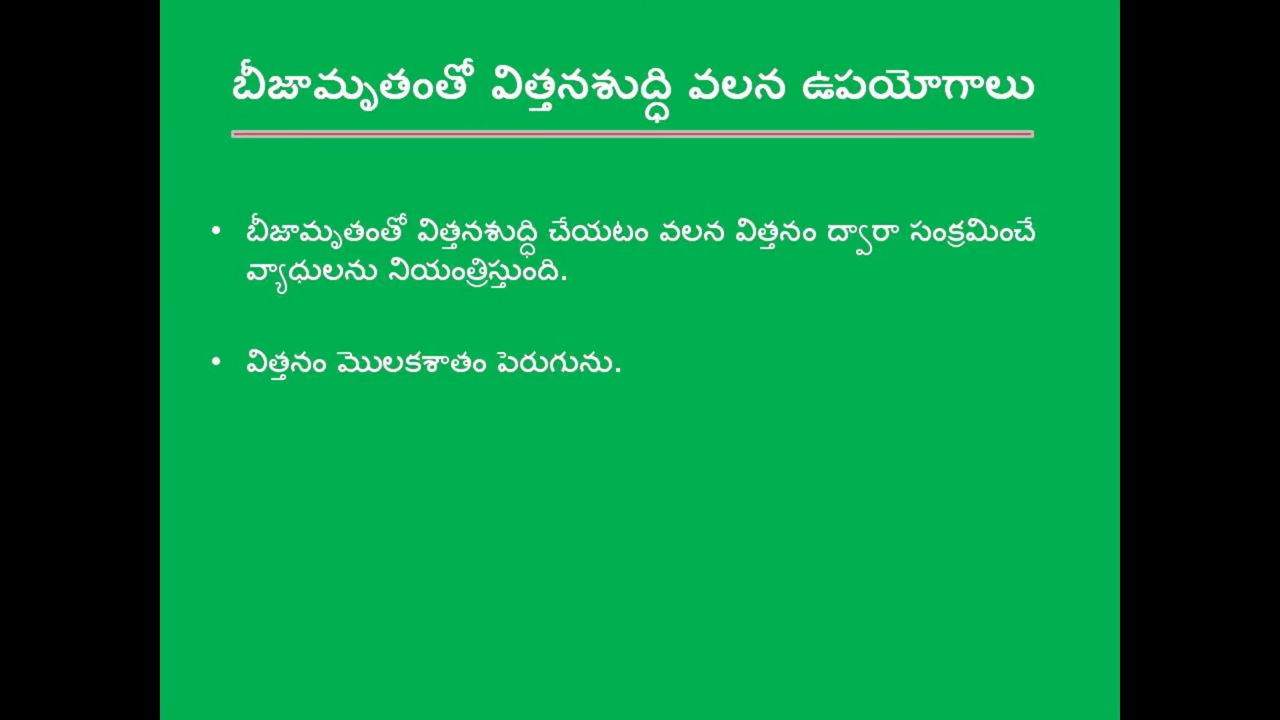 బీజామృతంతో విత్తనశుద్ధి వలన ఉపయోగాలు
• బీజామృతంతో విత్తనశుద్ధి చేయటం వలన విత్తనం ద్వారా సంక్రమించే
వ్యాధులను నియంత్రిస్తుంది.
• విత్తనం మొలకశాతం పెరుగును.